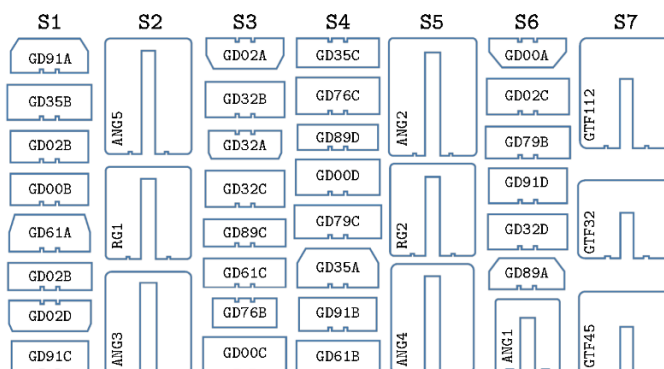 S1 S2 S3 S4 S5 S6 S7
GD91A
GD35B
GD02B
GD00B
GD61A
GD02B
GD02D
GD91C
ANG5
RG1
ANG3
GD02A
GD32B
GD32A
GD32C
GD89C
GD61C
GD76B
GD00C
GD35C
GD76C
GD89D
GD00D
GD79C
GD35A
GD91B
GD61B
ANG2
RG2
ANG4
GD00A
GD02C
GD79B
GD91D
GD32D
GD89A
ANG1
GTF112
GTF32
GTF45